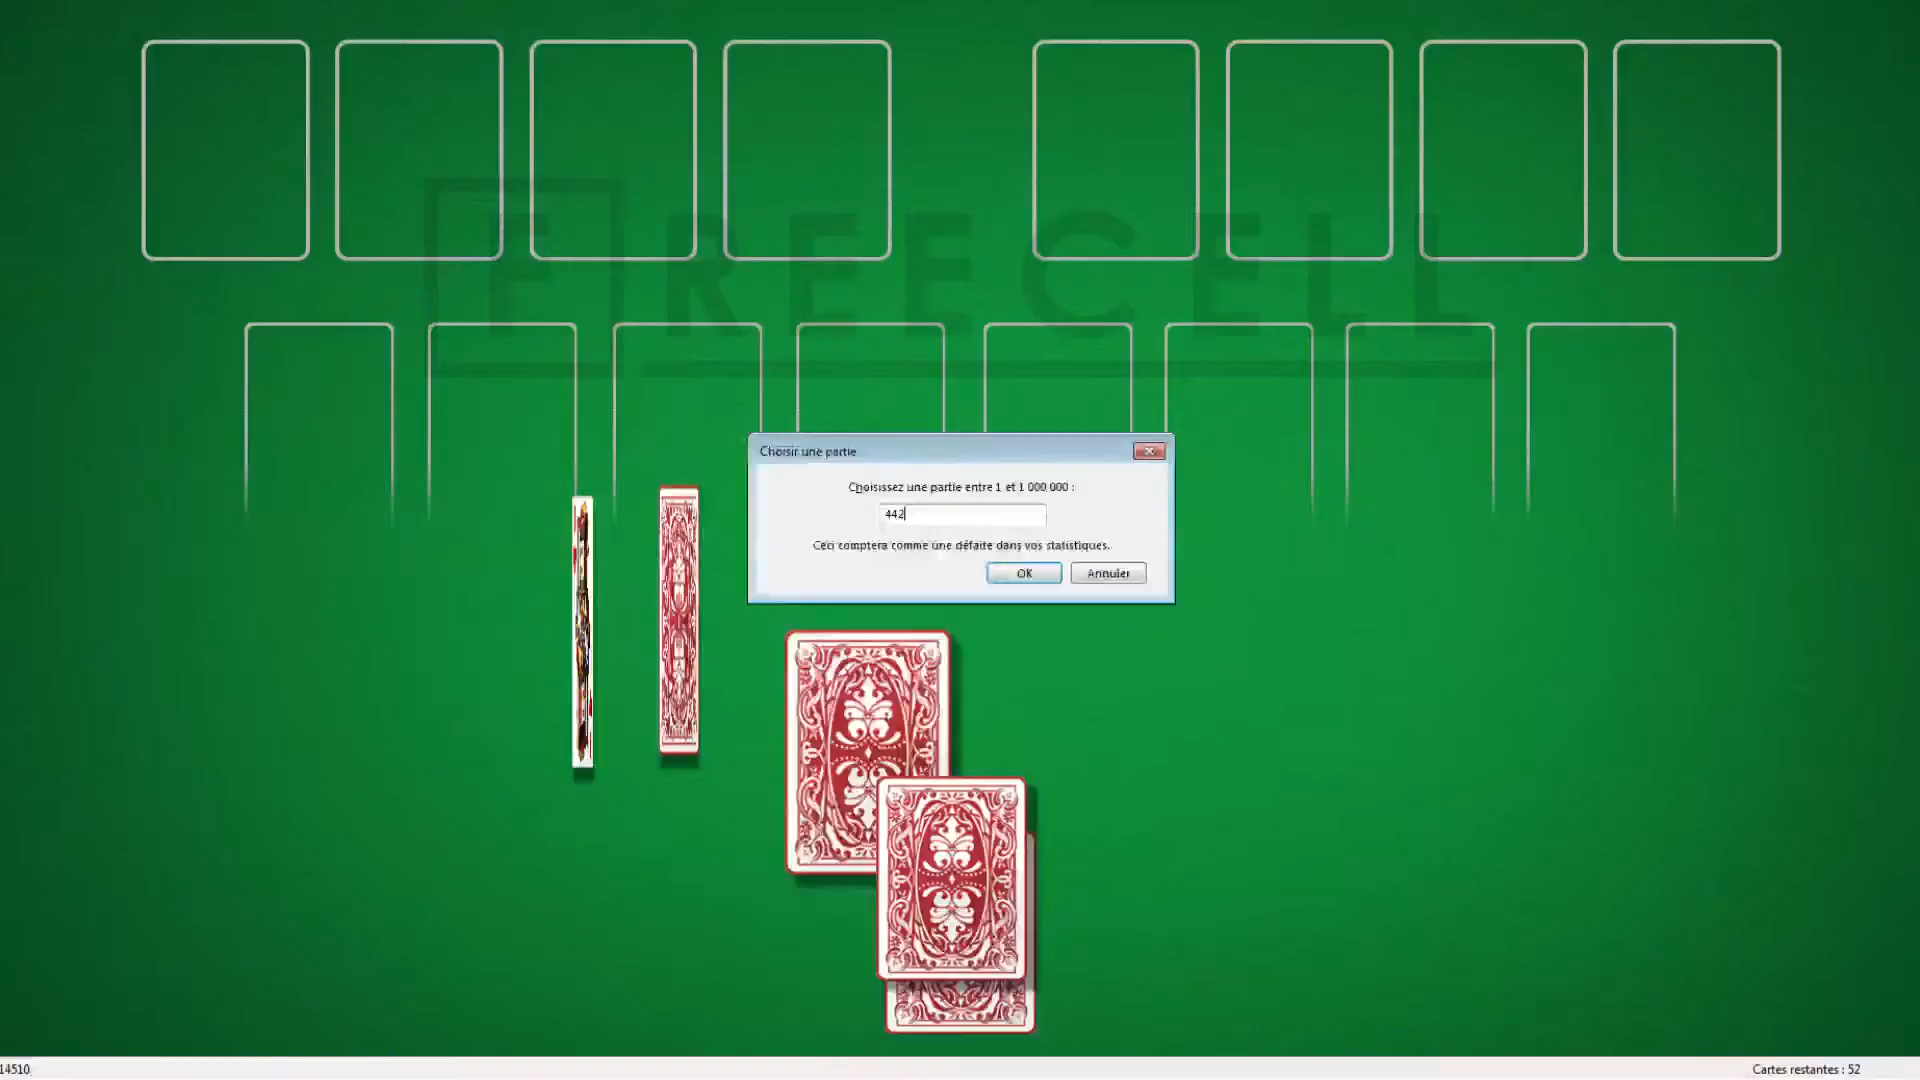 FREECELL
Choisir une partie
Choisissez une partie entre 1 et 1 000 000 :
442
Ceci comptera comme une défaite dans vos statistiques.
OK
Annuler
14510
Cartes restantes : 52